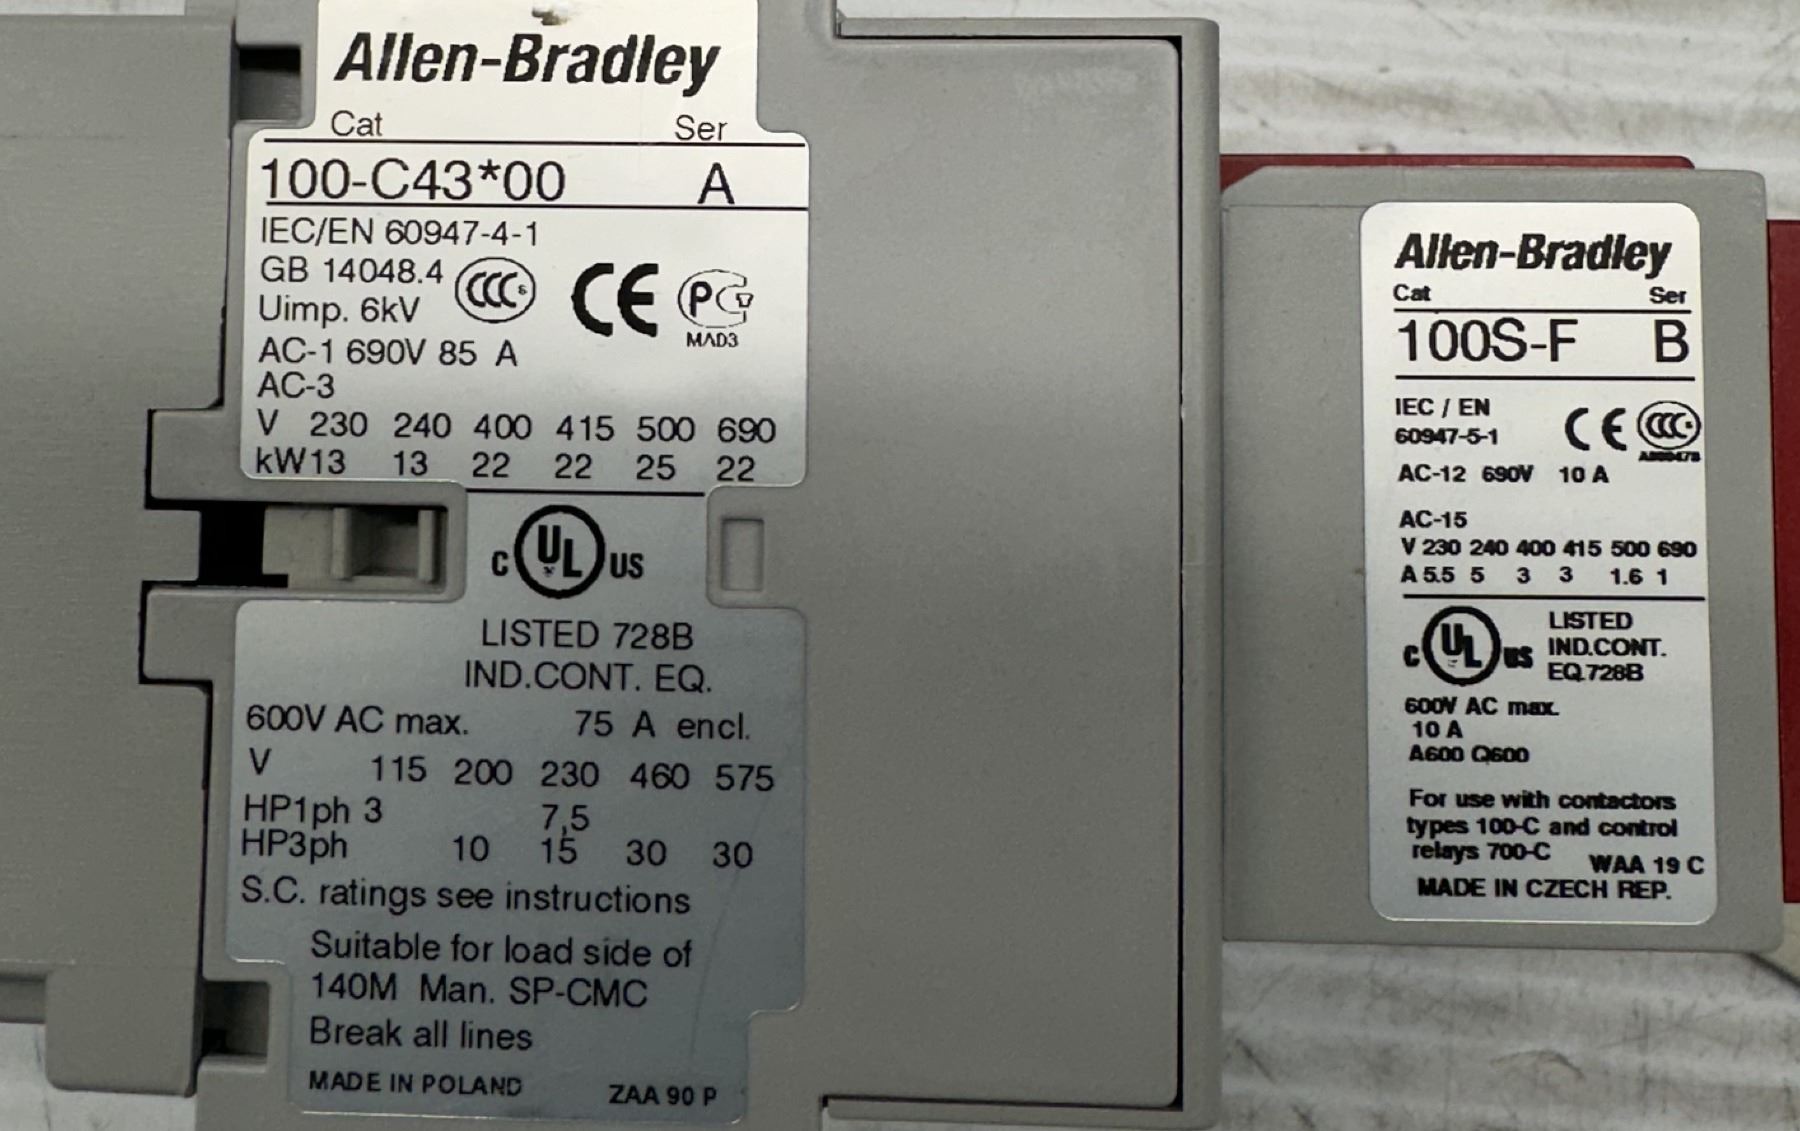 Allen-Bradley
Cat Ser
100-C43*00 A
IEC/EN 60947-4-1
GB 14048.4
Uimp. 6kV
CCC S CE PC
MAD3
AC-1 690V 85 A
AC-3
V 230 240 400 415 500 690
kW13 13 22 22 25 22
C UL US
LISTED 728B
IND.CONT. EQ.
600V AC max. 75 A encl.
V 115 200 230 460 575
HP1ph 3 7,5
HP3ph 10 15 30 30
S.C. ratings see instructions
Suitable for load side of
140M Man. SP-CMC
Break all lines
MADE IN POLAND ZAA 90 P
Allen-Bradley
Cat Ser
100S-F B
IEC / EN
60947-5-1
CE CCC
AC-12 690V 10 A
AC-15
V 230 240 400 415 500 690
A 5.5 5 3 3 1.6 1
C UL US
LISTED
IND.CONT.
EQ.728B
600V AC max.
10 A
A600 Q600
For use with contactors
types 100-C and control
relays 700-C
WAA 19 C
MADE IN CZECH REP.